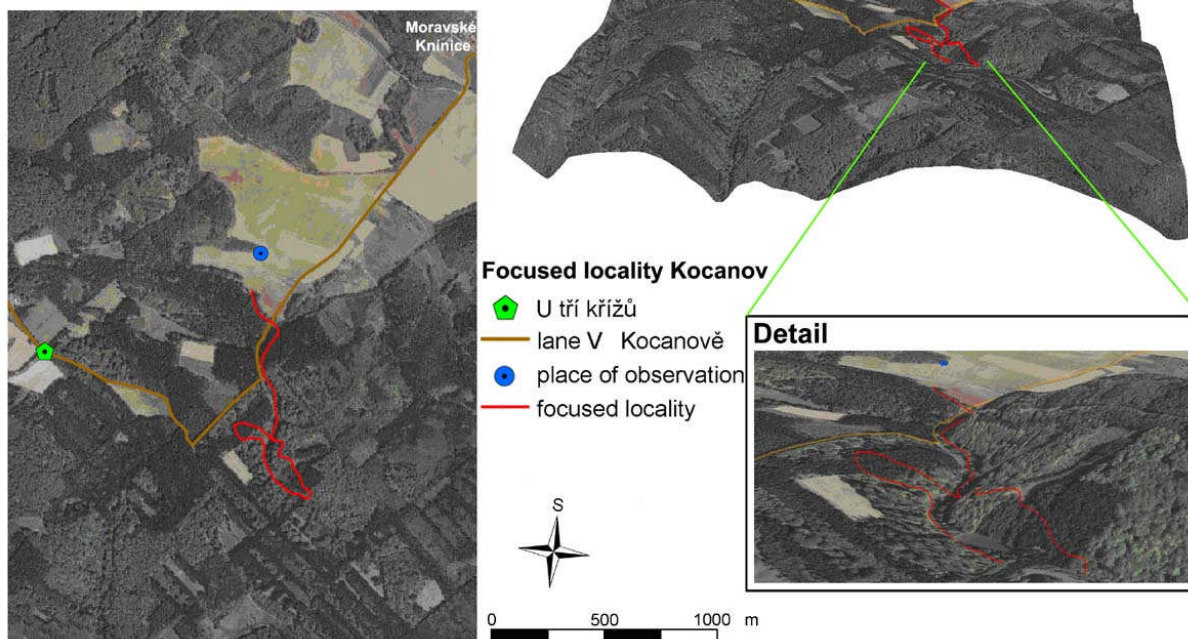 Moravské
Knínice
Focused locality Kocanov
U tří křížů
lane V Kocanově
place of observation
focused locality
S
0 500 1000 m
Detail